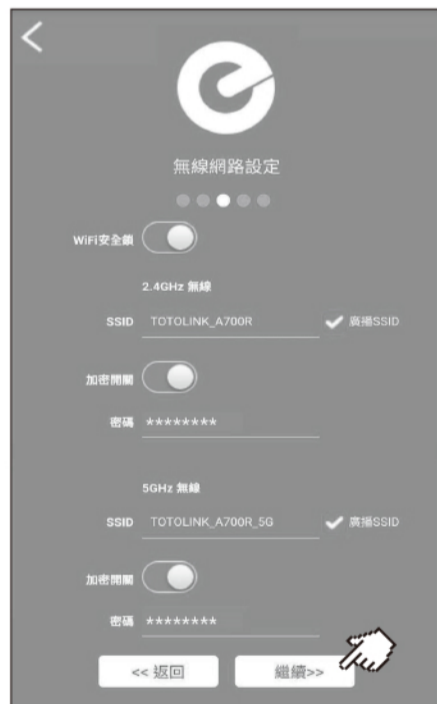 無線網路設定
WiFi安全鎖
2.4GHz 無線
SSID TOTOLINK_A700R 廣播SSID
加密開關
密碼 ********
5GHz 無線
SSID TOTOLINK_A700R_5G 廣播SSID
加密開關
密碼 ********
<< 返回 繼續>>